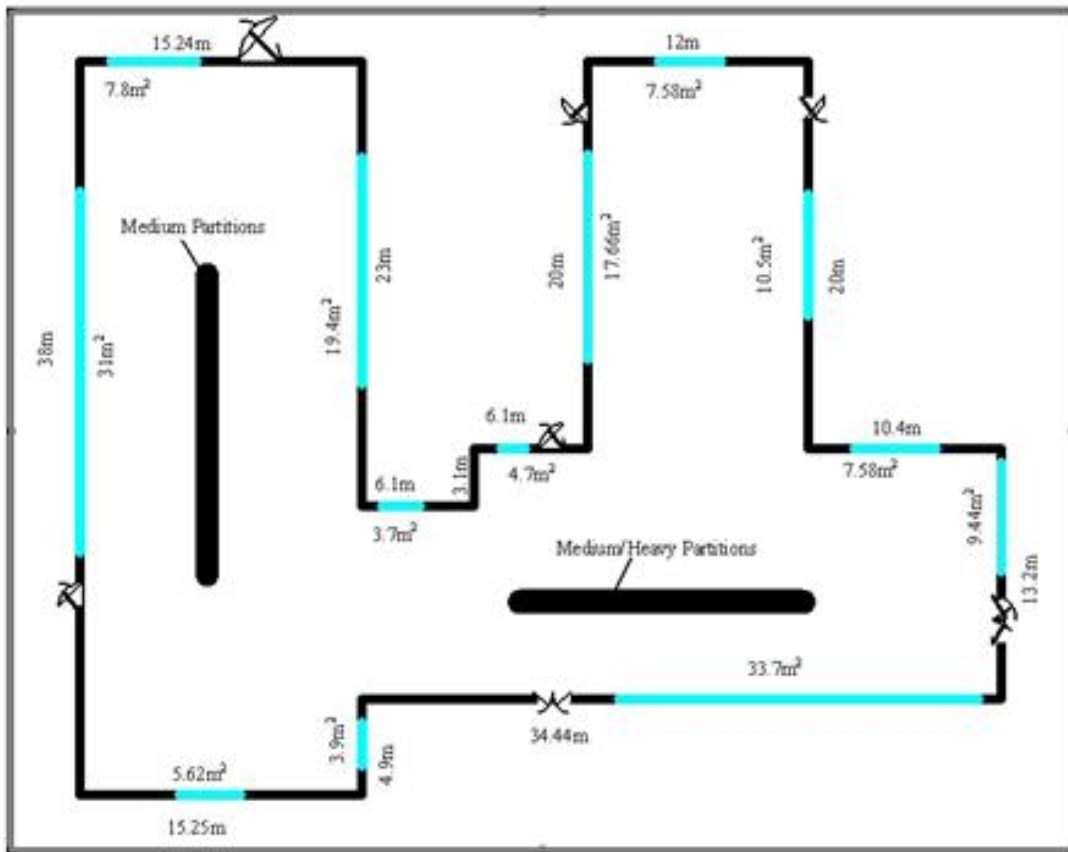 15.24m
12m
7.8m²
7.58m²
Medium Partitions
38m
31m²
19.4m²
23m
20m
17.66m²
10.5m²
20m
6.1m
10.4m
4.7m²
7.58m²
6.1m
3.1m
3.7m²
9.44m²
13.2m
Medium/Heavy Partitions
33.7m²
34.44m
3.9m²
4.9m
5.62m²
15.25m